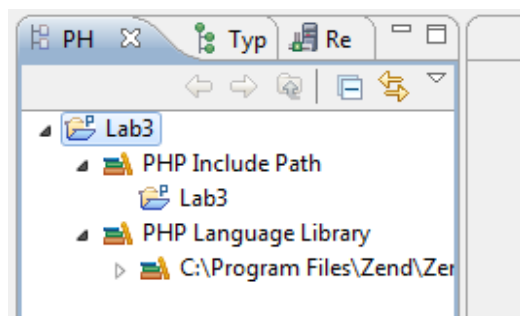 PH Typ Re
Lab3
PHP Include Path
Lab3
PHP Language Library
C:\Program Files\Zend\Zer